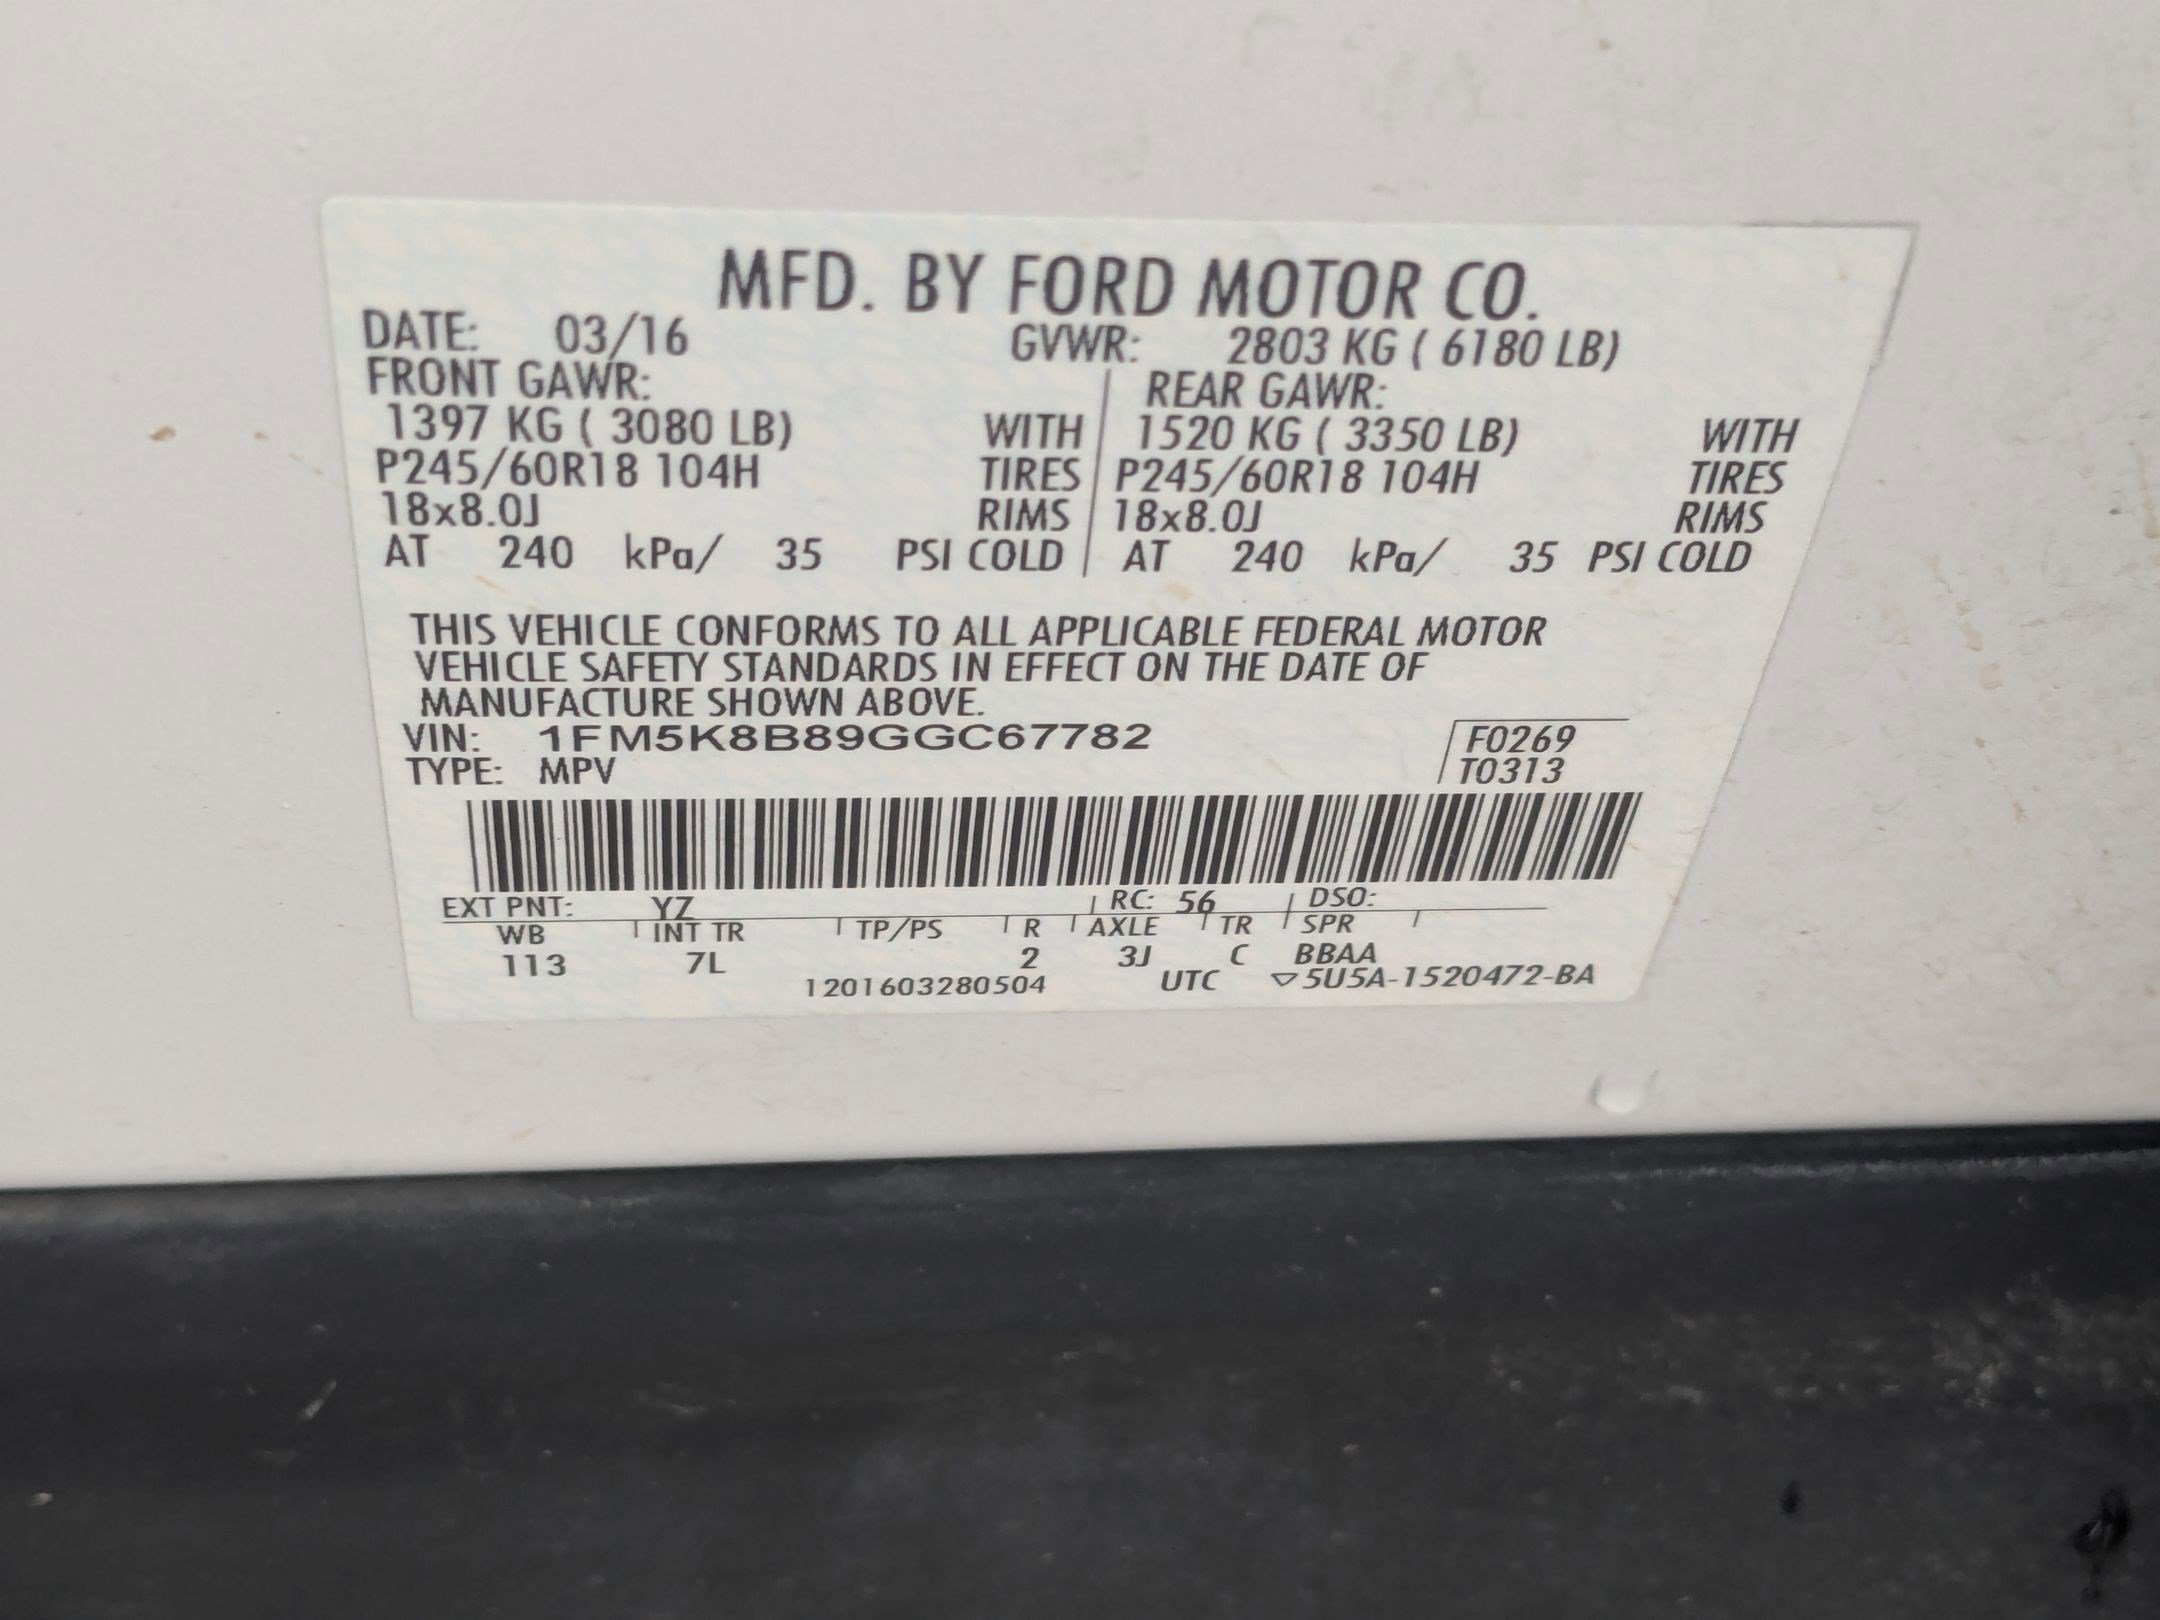 MFD. BY FORD MOTOR CO.
DATE: 03/16 GVWR: 2803 KG ( 6180 LB)
FRONT GAWR: REAR GAWR:
1397 KG ( 3080 LB) WITH 1520 KG ( 3350 LB) WITH
P245/60R18 104H TIRES P245/60R18 104H TIRES
18x8.0J RIMS 18x8.0J RIMS
AT 240 kPa/ 35 PSI COLD AT 240 kPa/ 35 PSI COLD
THIS VEHICLE CONFORMS TO ALL APPLICABLE FEDERAL MOTOR
VEHICLE SAFETY STANDARDS IN EFFECT ON THE DATE OF
MANUFACTURE SHOWN ABOVE.
VIN: 1FM5K8B89GGC67782 F0269
TYPE: MPV T0313
EXT PNT: YZ RC: 56 DSO:
WB INT TR TP/PS R AXLE TR SPR
113 7L 2 3J C BBAA
1201603280504 UTC ▽5U5A-1520472-BA